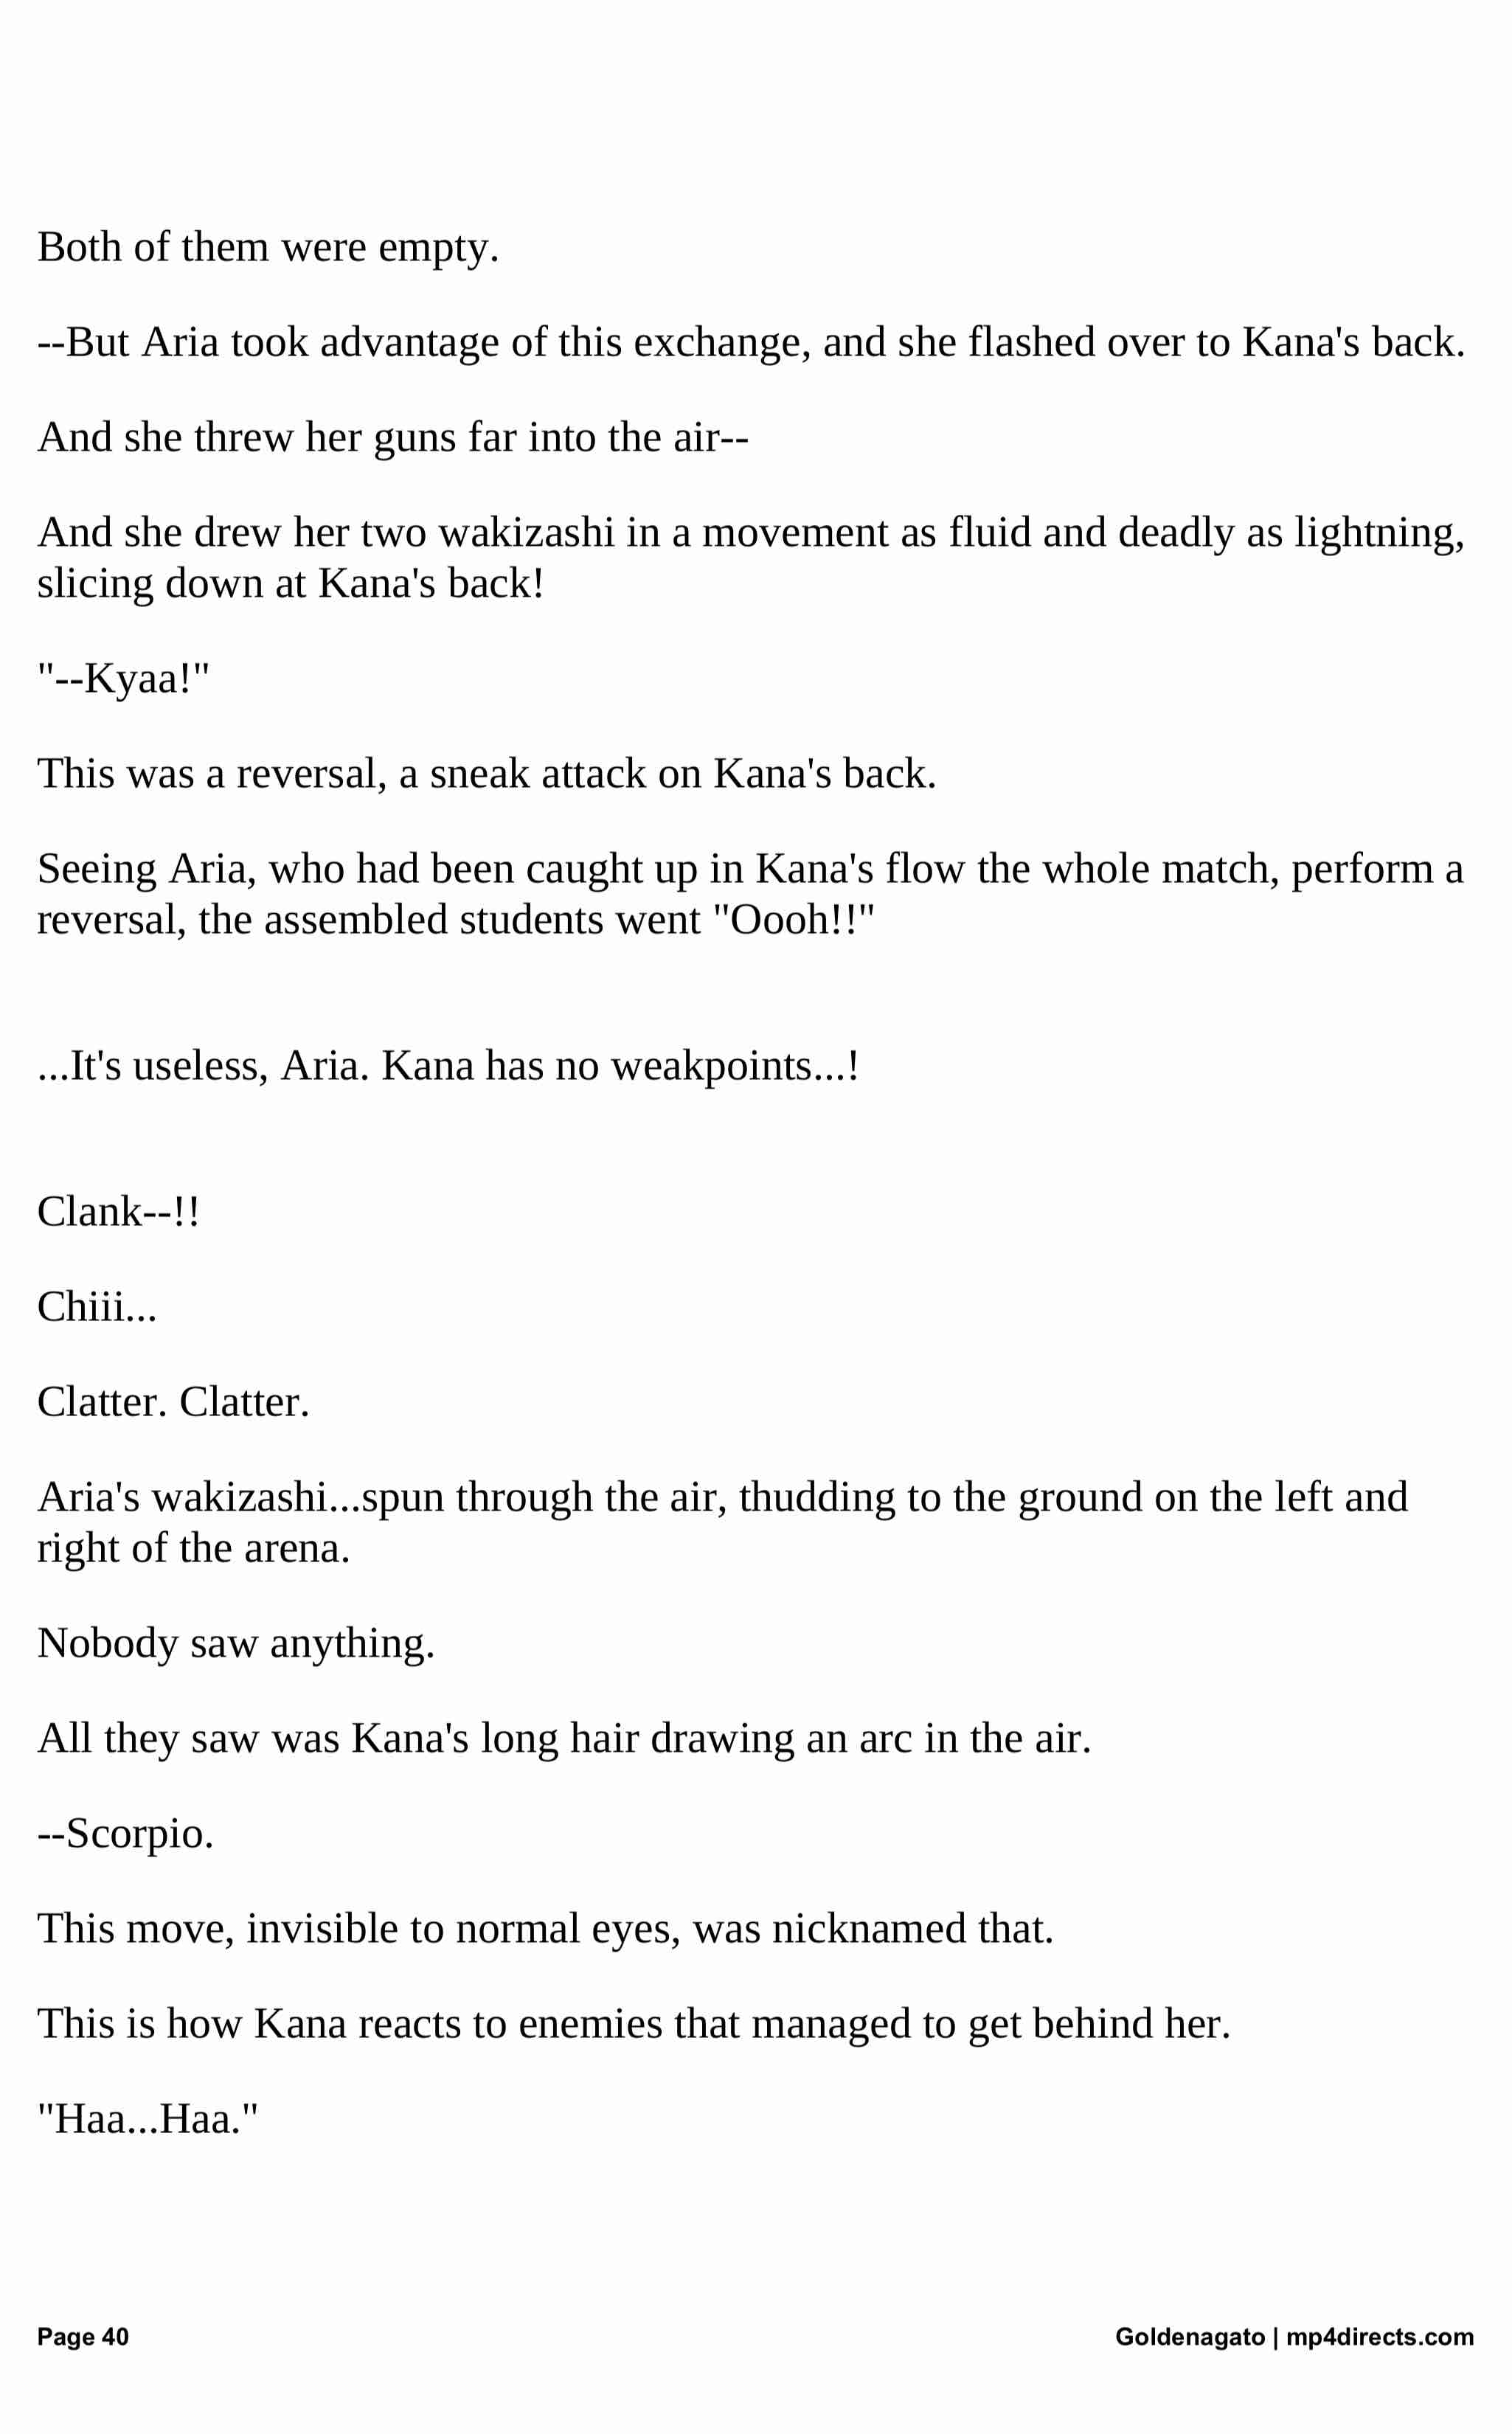 Both of them were empty.
--But Aria took advantage of this exchange, and she flashed over to Kana's back.
And she threw her guns far into the air--
And she drew her two wakizashi in a movement as fluid and deadly as lightning,
slicing down at Kana's back!
"--Kyaa!"
This was a reversal, a sneak attack on Kana's back.
Seeing Aria, who had been caught up in Kana's flow the whole match, perform a
reversal, the assembled students went "Oooh!!"
...It's useless, Aria. Kana has no weakpoints...!
Clank--!!
Chiii...
Clatter. Clatter.
Aria's wakizashi...spun through the air, thudding to the ground on the left and
right of the arena.
Nobody saw anything.
All they saw was Kana's long hair drawing an arc in the air.
--Scorpio.
This move, invisible to normal eyes, was nicknamed that.
This is how Kana reacts to enemies that managed to get behind her.
"Haa...Haa."
Page 40
Goldenagato | mp4directs.com